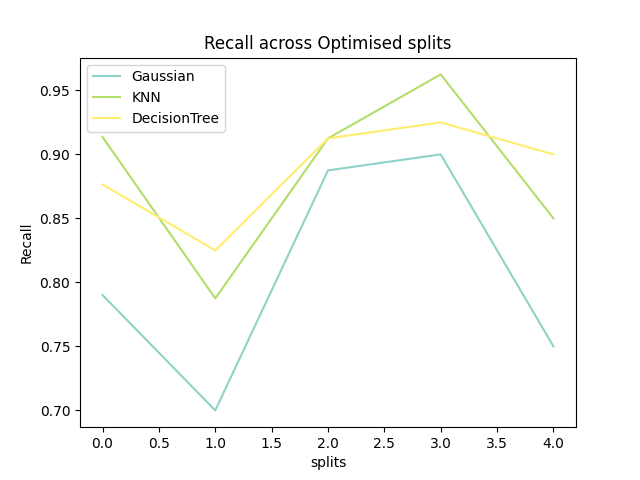 Recall across Optimised splits
Gaussian
KNN
DecisionTree
Recall
0.95
0.90
0.85
0.80
0.75
0.70
0.0 0.5 1.0 1.5 2.0 2.5 3.0 3.5 4.0
splits